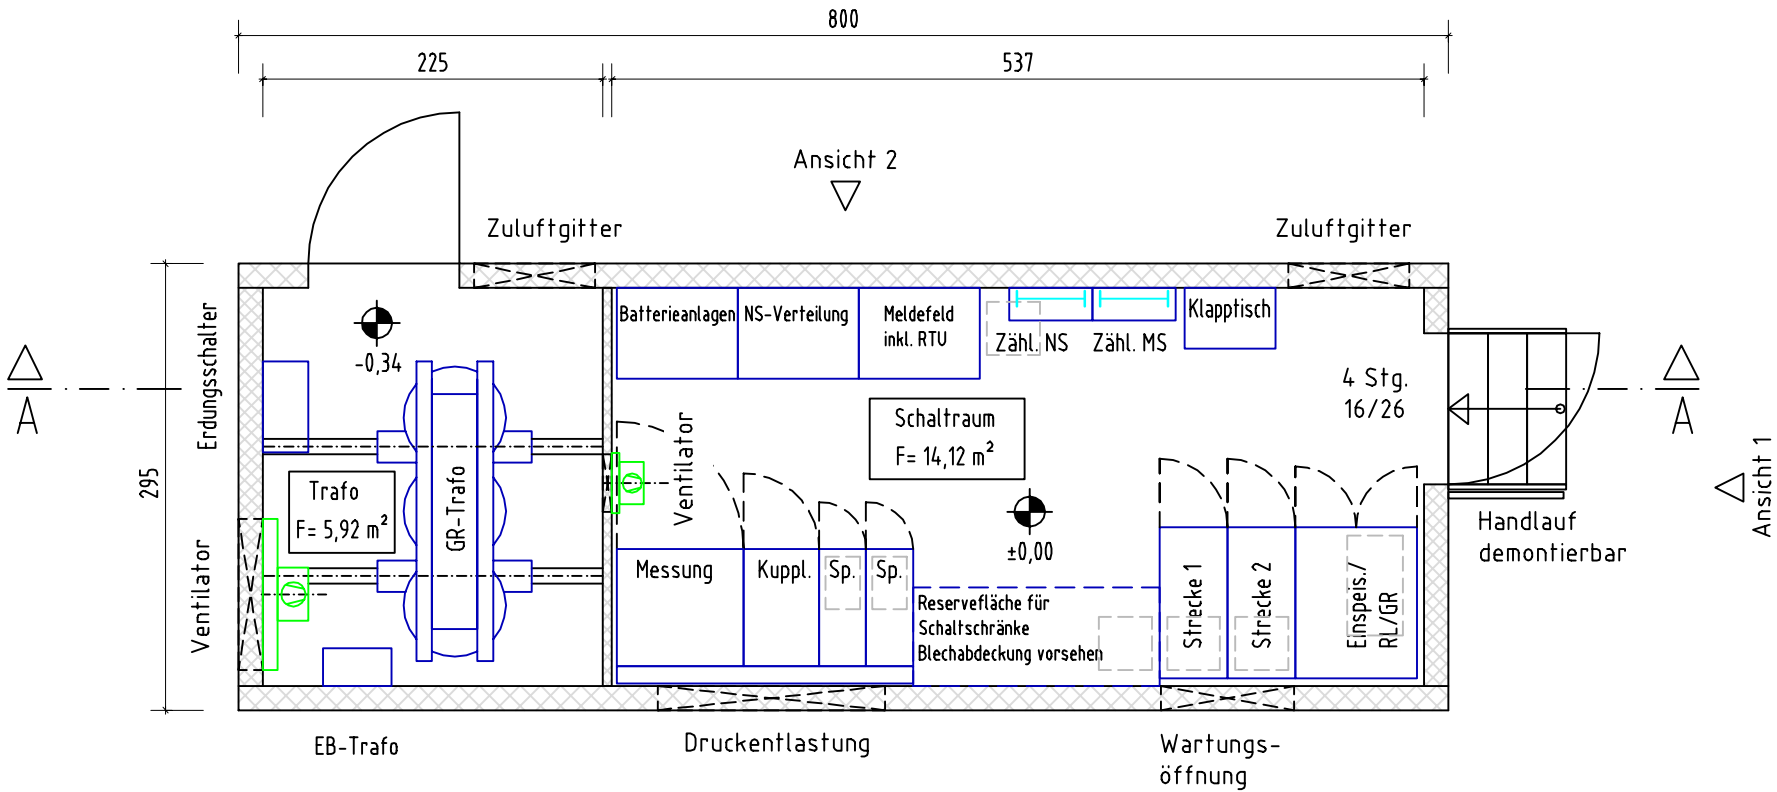 800
225
537
Ansicht 2
Zuluftgitter
Zuluftgitter
Erdungsschalter
-0,34
Batterieanlagen
NS-Verteilung
Meldefeld
inkl. RTU
Zähl. NS
Zähl. MS
Klapptisch
4 Stg.
16/26
A
A
Ansicht 1
295
Trafo
F= 5,92 m²
GR-Trafo
Ventilator
Schaltraum
F= 14,12 m²
±0,00
Handlauf
demontierbar
Ventilator
Messung
Kuppl.
Sp.
Sp.
Reservefläche für
Schaltschränke
Blechabdeckung vorsehen
Strecke 1
Strecke 2
Einspeis./
RL/GR
EB-Trafo
Druckentlastung
Wartungs-
öffnung